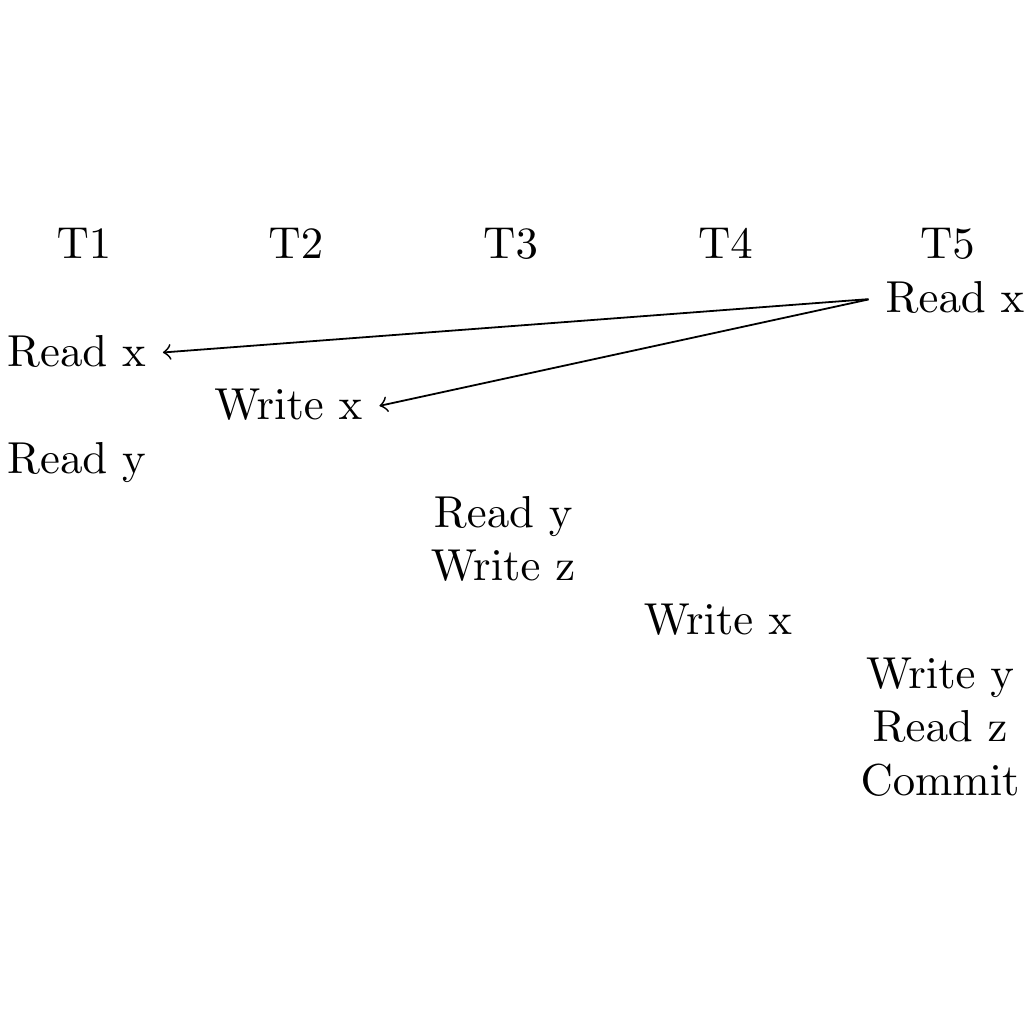 T1 T2 T3 T4 T5
Read x
Read x
Write x
Read y
Read y
Write z
Write x
Write y
Read z
Commit